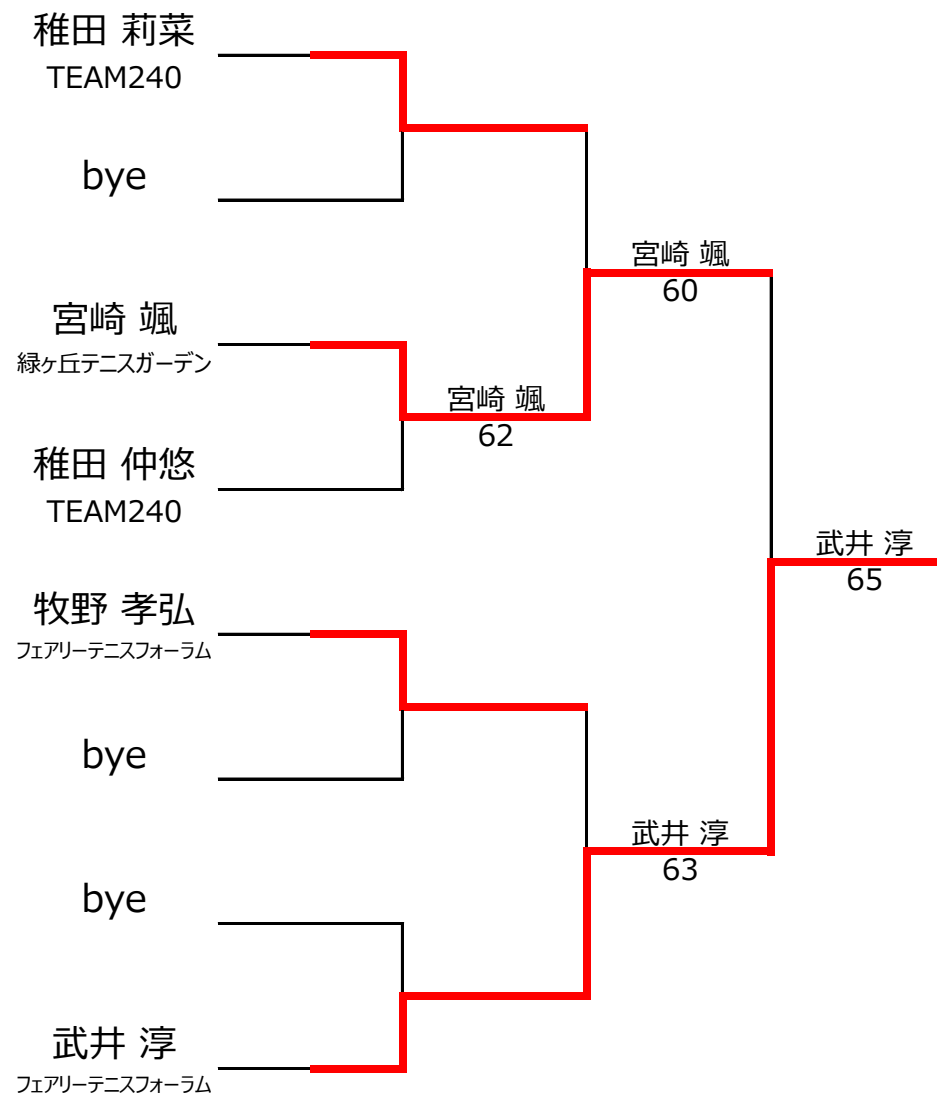 稚田 莉菜
TEAM240
bye
宮崎 颯
緑ヶ丘テニスガーデン
稚田 仲悠
TEAM240
牧野 孝弘
フェアリーテニスフォーラム
bye
bye
武井 淳
フェアリーテニスフォーラム
宮崎 颯
62
宮崎 颯
60
武井 淳
63
武井 淳
65